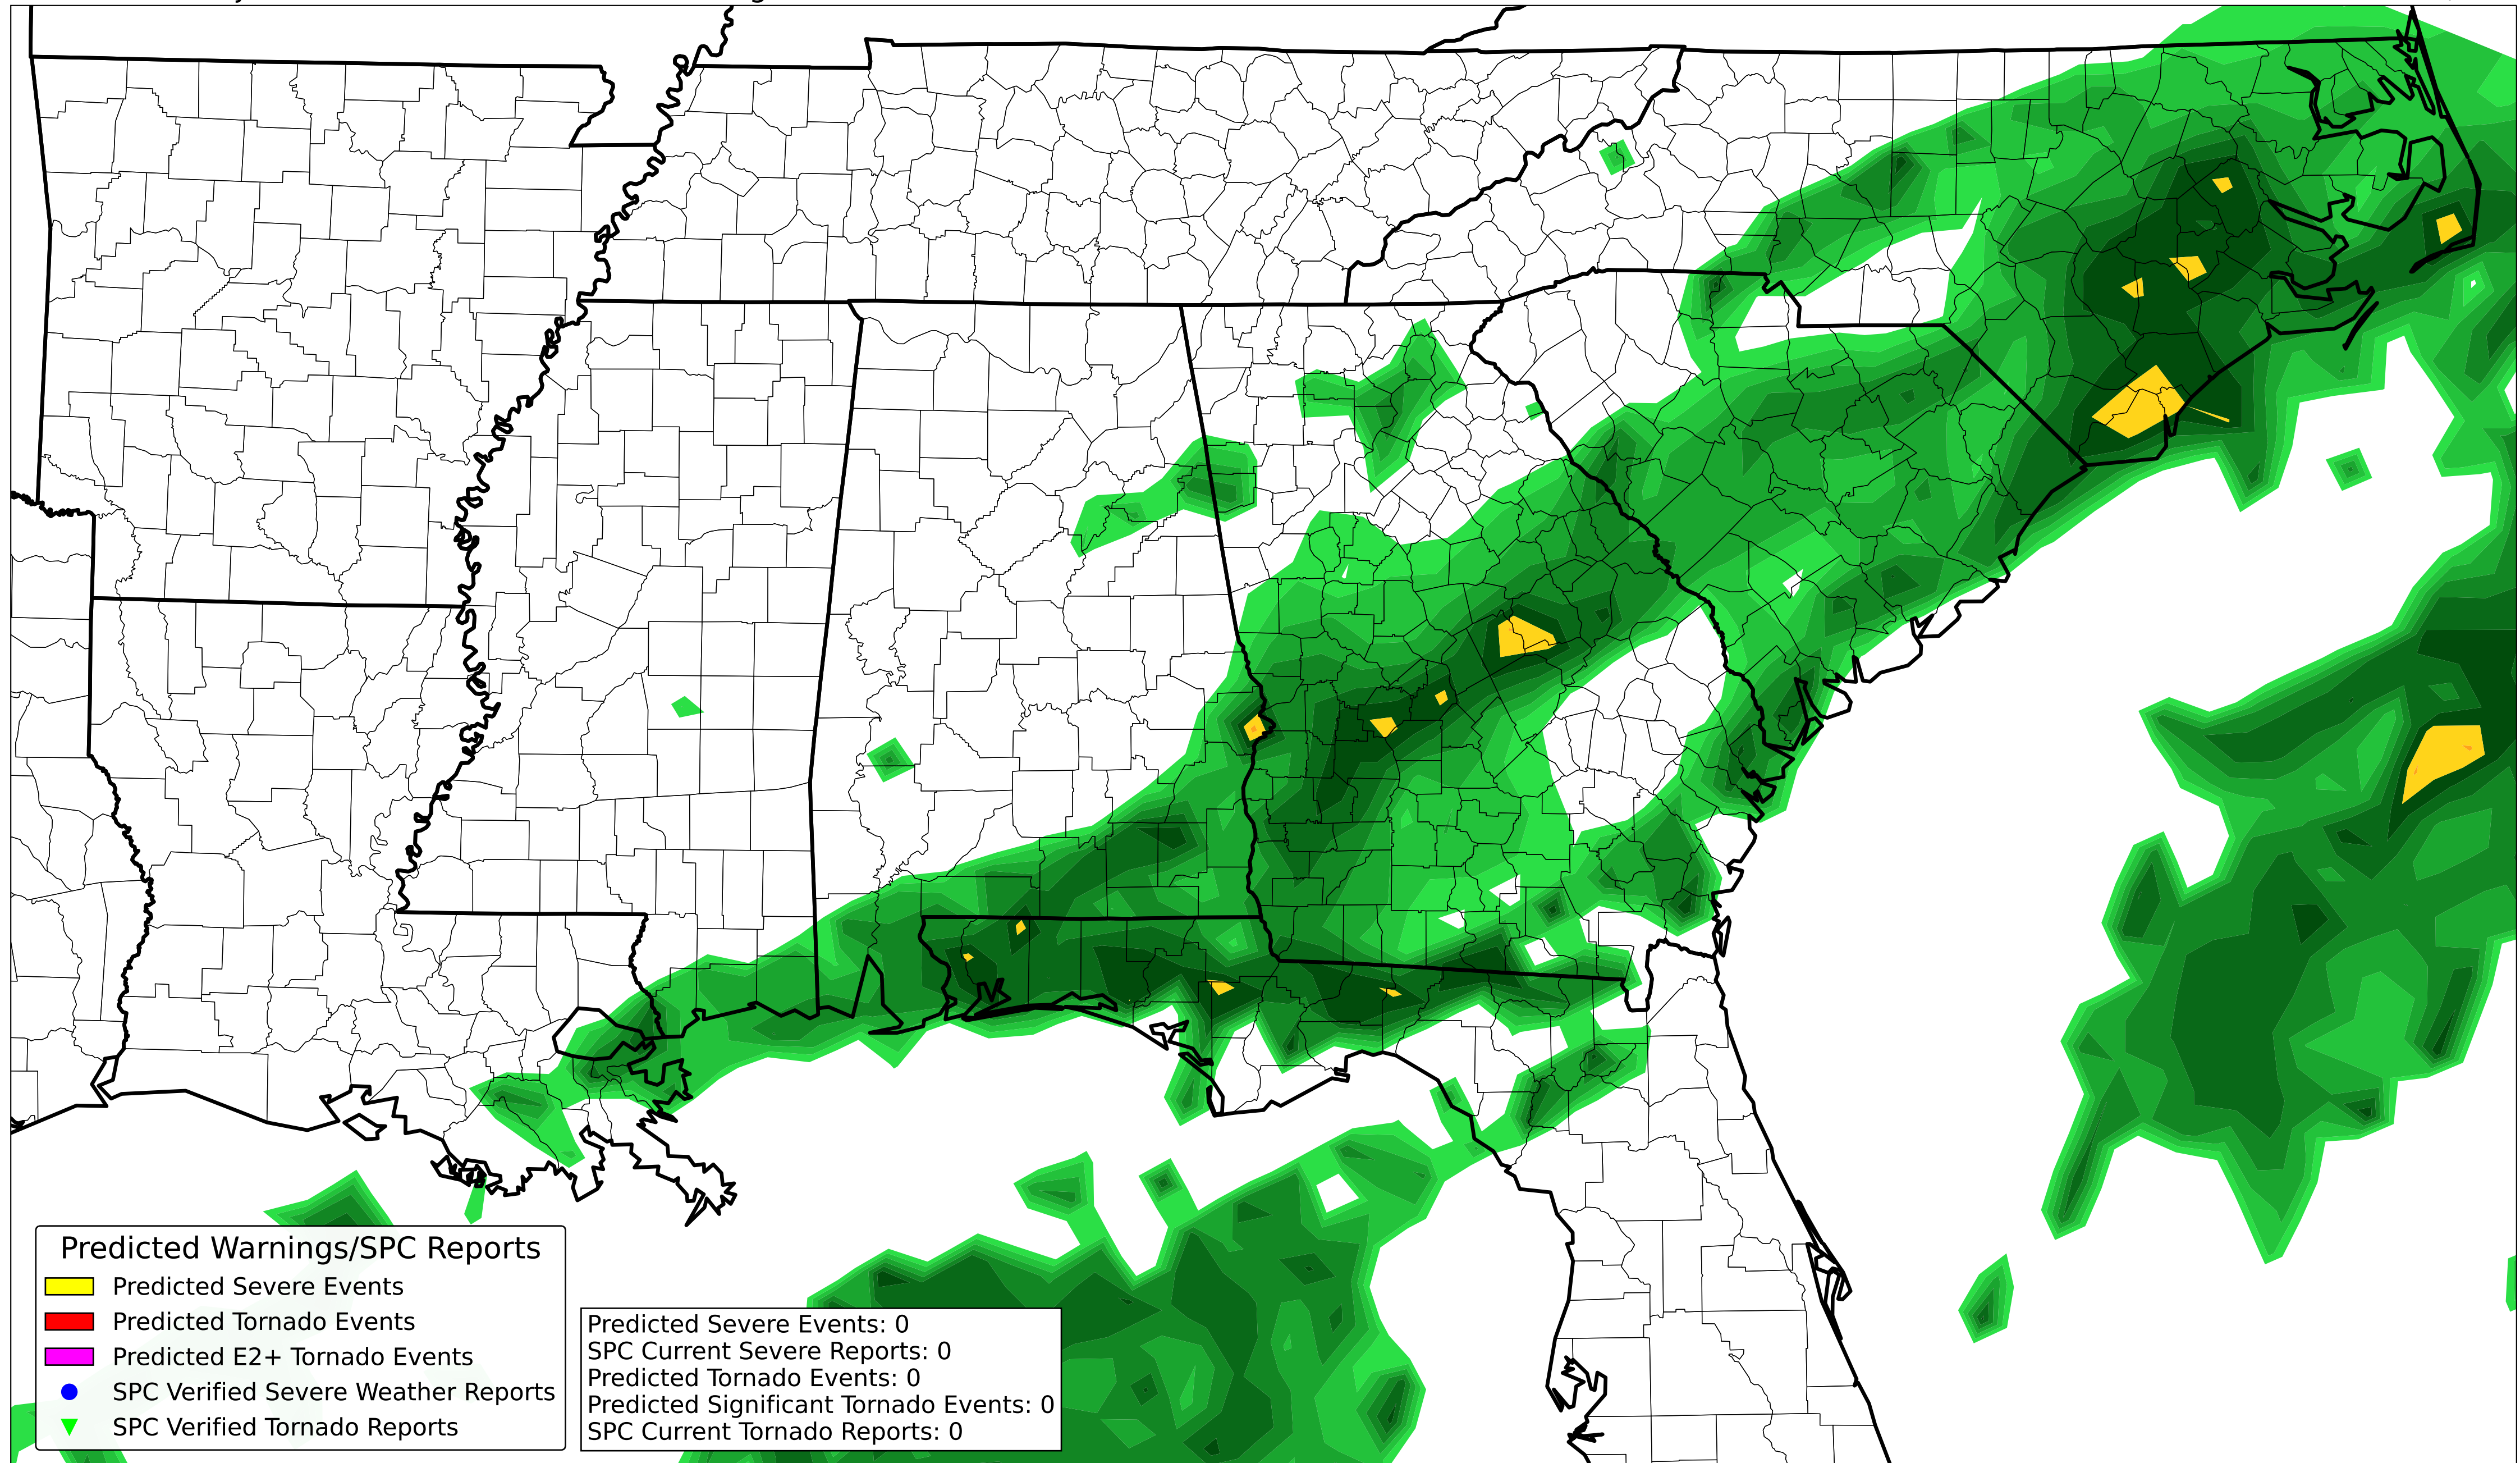 Predicted Warnings/SPC Reports
Predicted Severe Events
Predicted Tornado Events
Predicted E2+ Tornado Events
SPC Verified Severe Weather Reports
SPC Verified Tornado Reports
Predicted Severe Events: 0
SPC Current Severe Reports: 0
Predicted Tornado Events: 0
Predicted Significant Tornado Events: 0
SPC Current Tornado Reports: 0